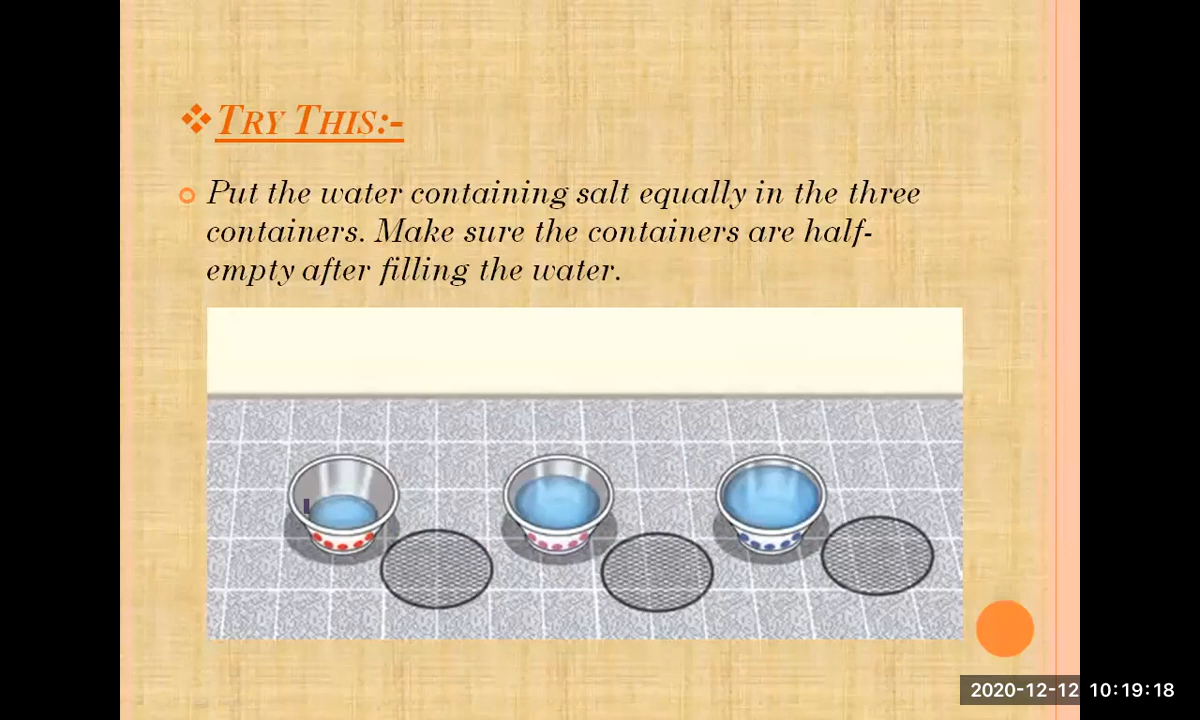 TRY THIS:-
Put the water containing salt equally in the three
containers. Make sure the containers are half-
empty after filling the water.
2020-12-12 10:19:18